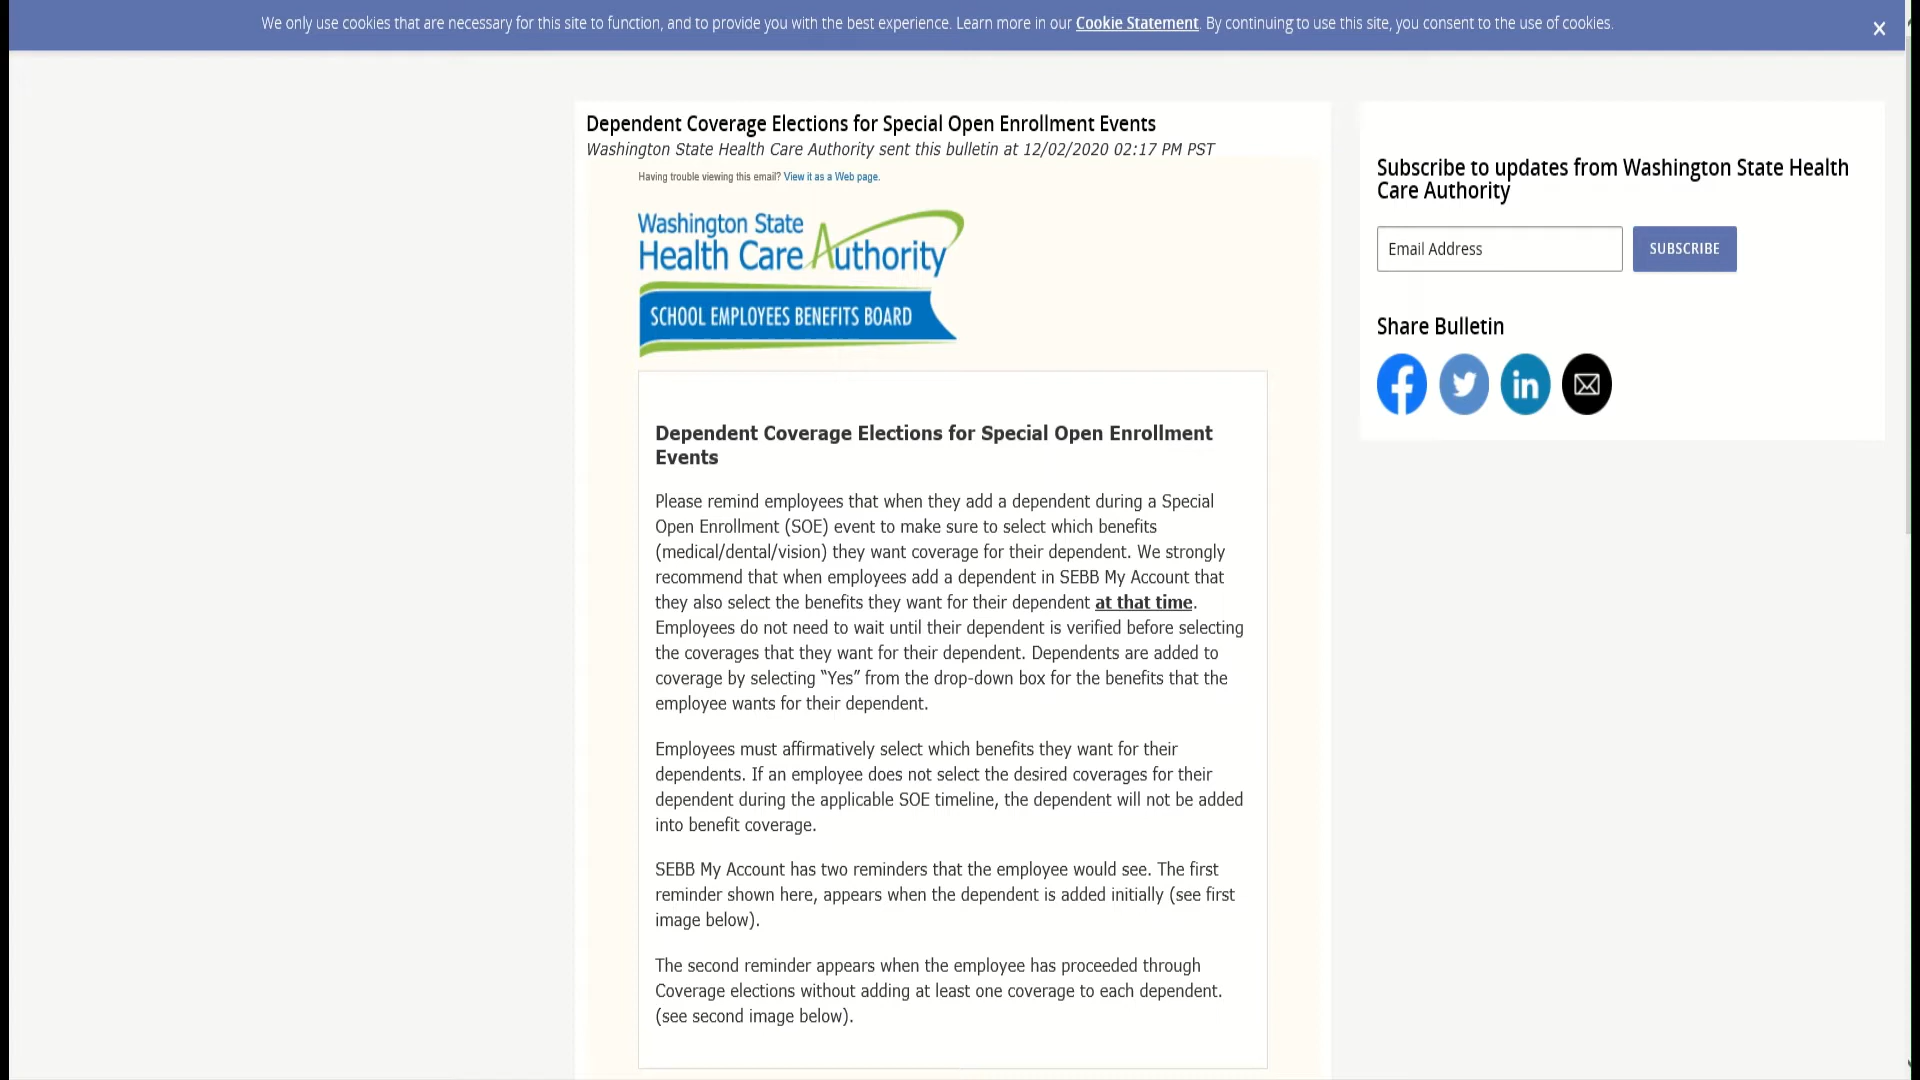 We only use cookies that are necessary for this site to function, and to provide you with the best experience. Learn more in our Cookie Statement. By continuing to use this site, you consent to the use of cookies.
Dependent Coverage Elections for Special Open Enrollment Events
Washington State Health Care Authority sent this bulletin at 12/02/2020 02:17 PM PST
Having trouble viewing this email? View it as a Web page.
Washington State
Health Care Authority
SCHOOL EMPLOYEES BENEFITS BOARD
Dependent Coverage Elections for Special Open Enrollment
Events
Please remind employees that when they add a dependent during a Special
Open Enrollment (SOE) event to make sure to select which benefits
(medical/dental/vision) they want coverage for their dependent. We strongly
recommend that when employees add a dependent in SEBB My Account that
they also select the benefits they want for their dependent at that time.
Employees do not need to wait until their dependent is verified before selecting
the coverages that they want for their dependent. Dependents are added to
coverage by selecting “Yes” from the drop-down box for the benefits that the
employee wants for their dependent.
Employees must affirmatively select which benefits they want for their
dependents. If an employee does not select the desired coverages for their
dependent during the applicable SOE timeline, the dependent will not be added
into benefit coverage.
SEBB My Account has two reminders that the employee would see. The first
reminder shown here, appears when the dependent is added initially (see first
image below).
The second reminder appears when the employee has proceeded through
Coverage elections without adding at least one coverage to each dependent.
(see second image below).
Subscribe to updates from Washington State Health
Care Authority
Email Address
SUBSCRIBE
Share Bulletin